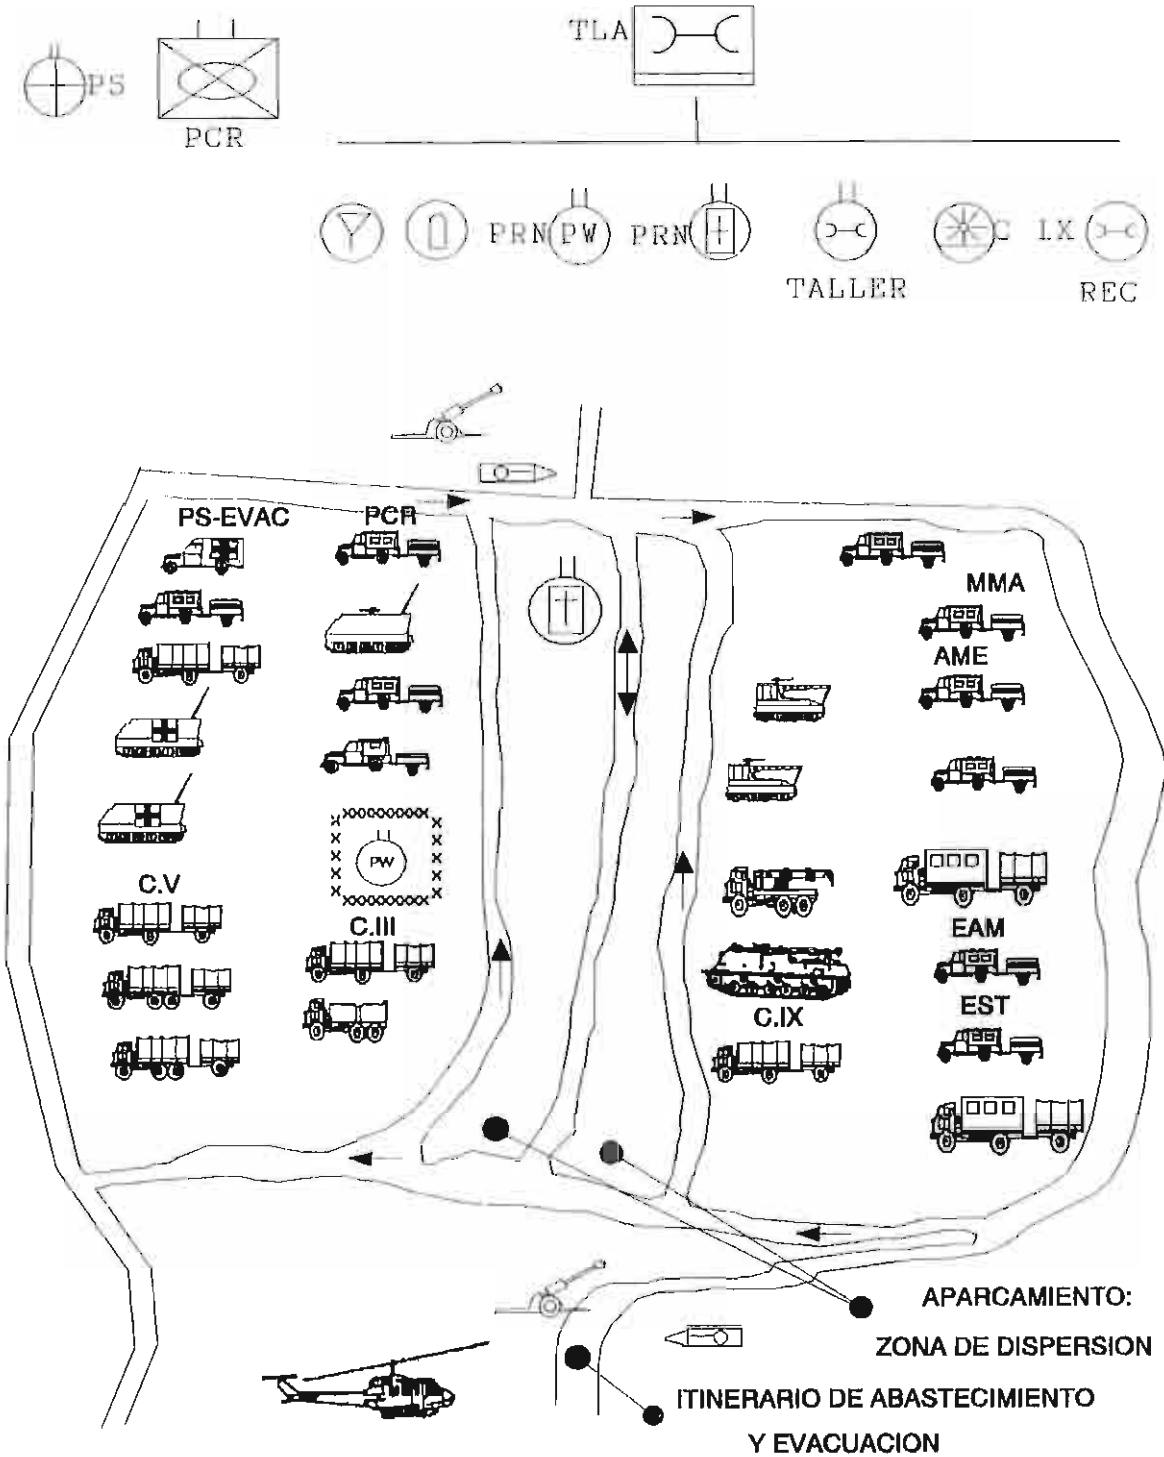 TLA
PS
PCR
PRN PW PRN C IX
TALLER REC
PS-EVAC PCR
MMA
AME
PW
C.V
C.III
EAM
EST
C.IX
APARCAMIENTO:
ZONA DE DISPERSION
ITINERARIO DE ABASTECIMIENTO
Y EVACUACION